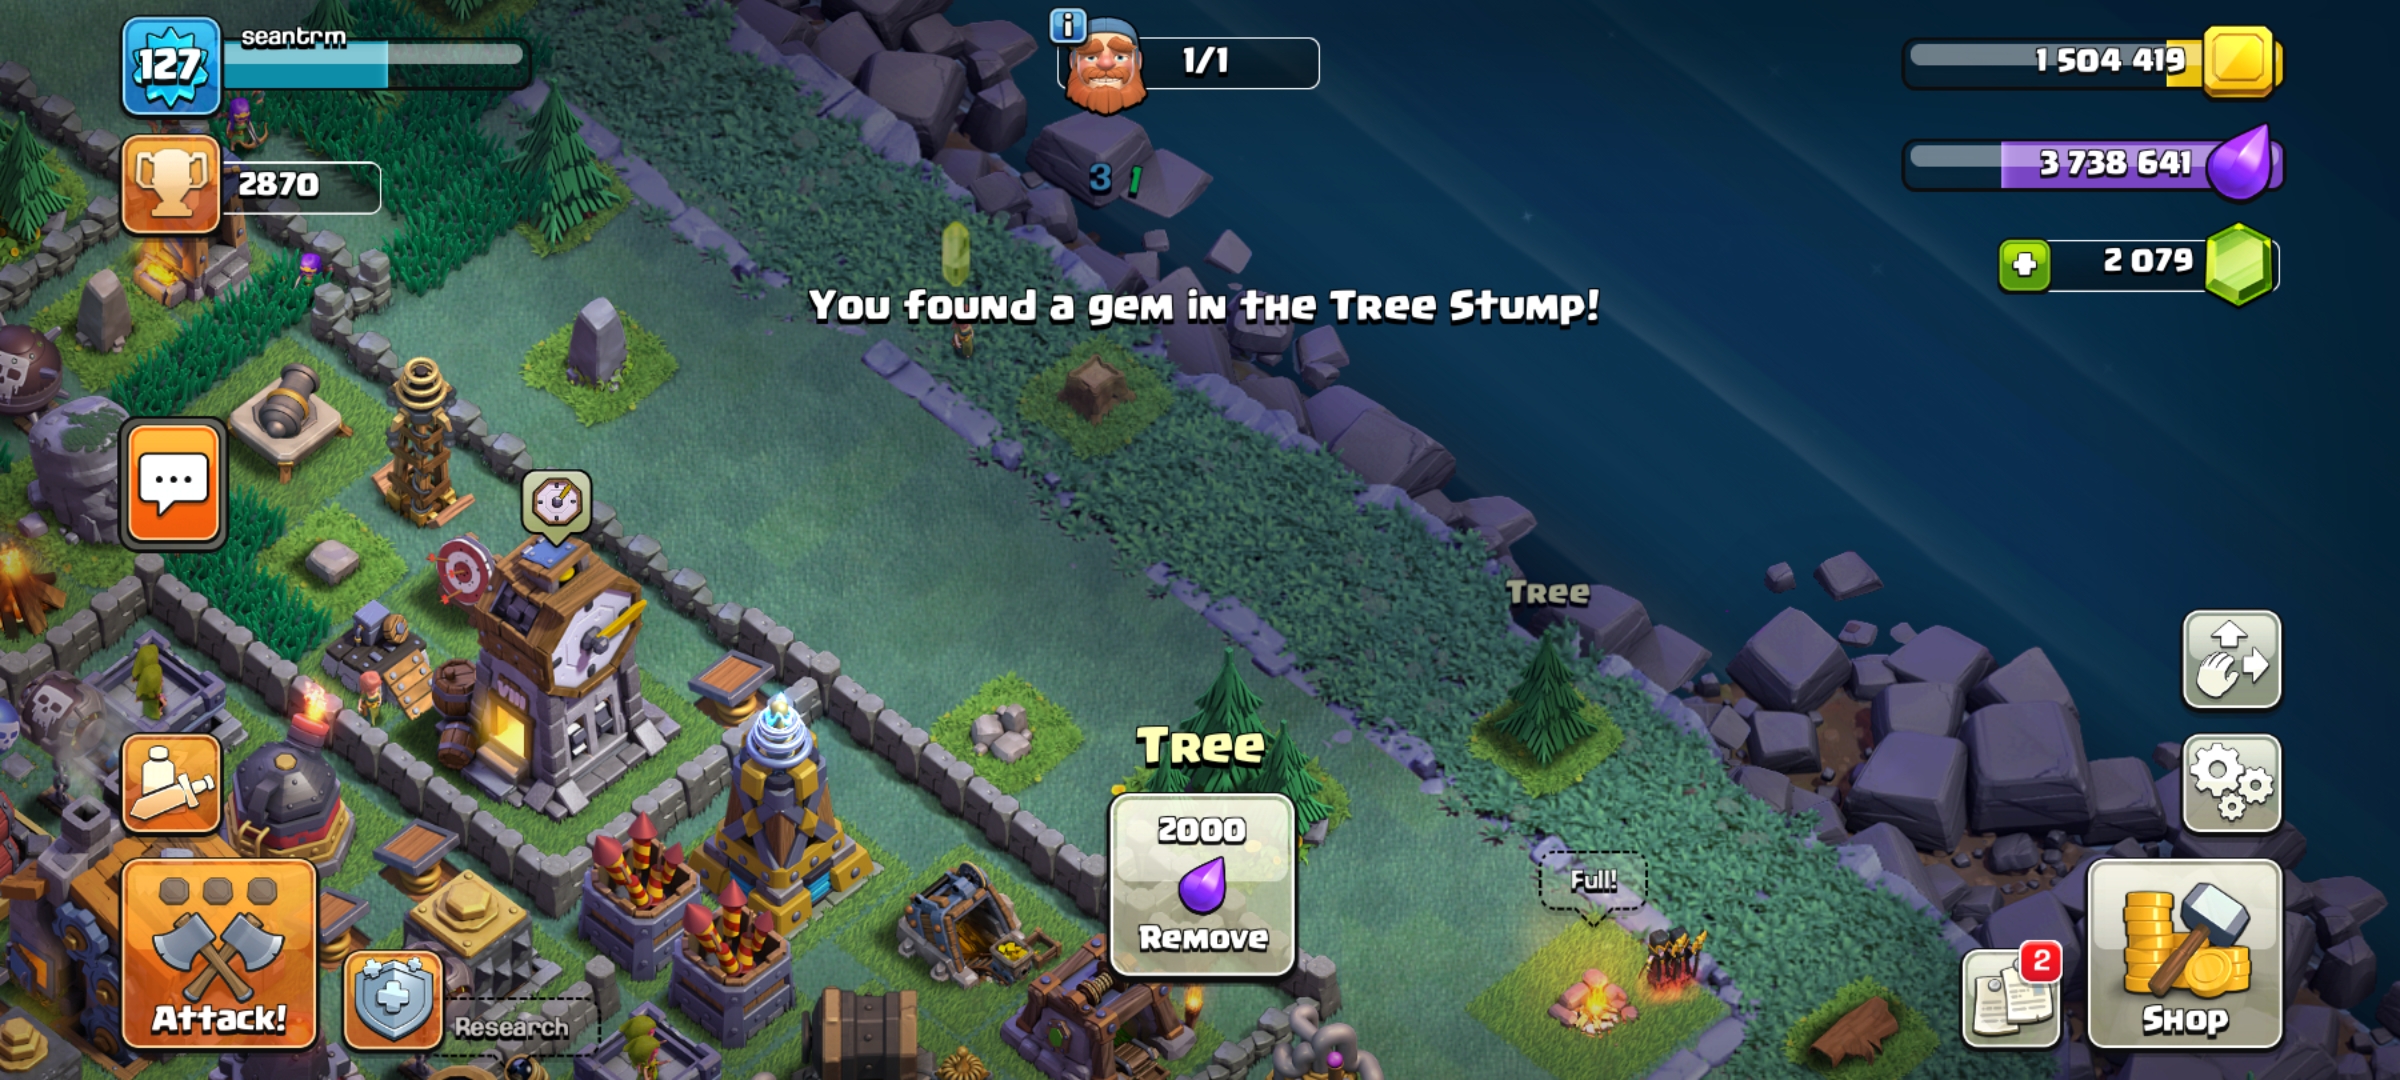 127
seantrm
i
1/1
1 504 419
2870
3 1
3 738 641
2 079
You found a gem in the Tree Stump!
Tree
Tree
2000
Remove
Full!
Attack!
Research
2
Shop